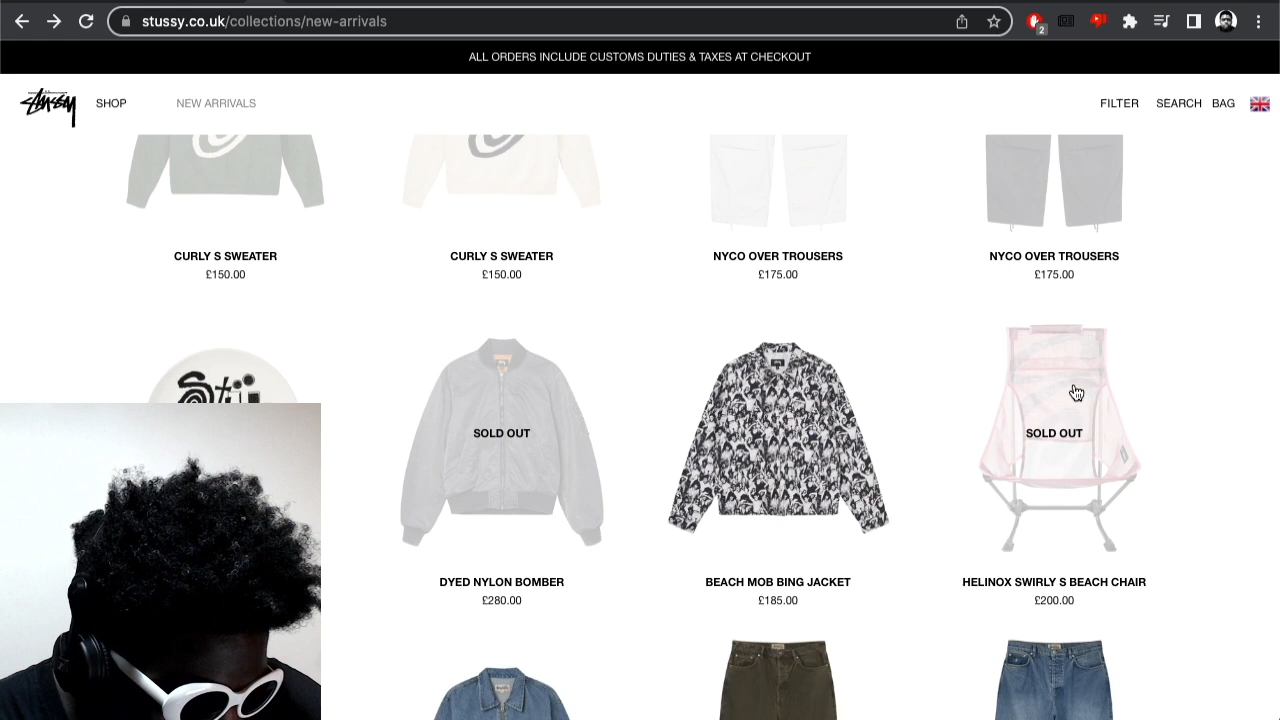 stussy.co.uk/collections/new-arrivals
2
ALL ORDERS INCLUDE CUSTOMS DUTIES & TAXES AT CHECKOUT
Stüssy SHOP NEW ARRIVALS FILTER SEARCH BAG
CURLY S SWEATER CURLY S SWEATER NYCO OVER TROUSERS NYCO OVER TROUSERS
£150.00 £150.00 £175.00 £175.00
SOLD OUT SOLD OUT
DYED NYLON BOMBER BEACH MOB BING JACKET HELINOX SWIRLY S BEACH CHAIR
£280.00 £185.00 £200.00